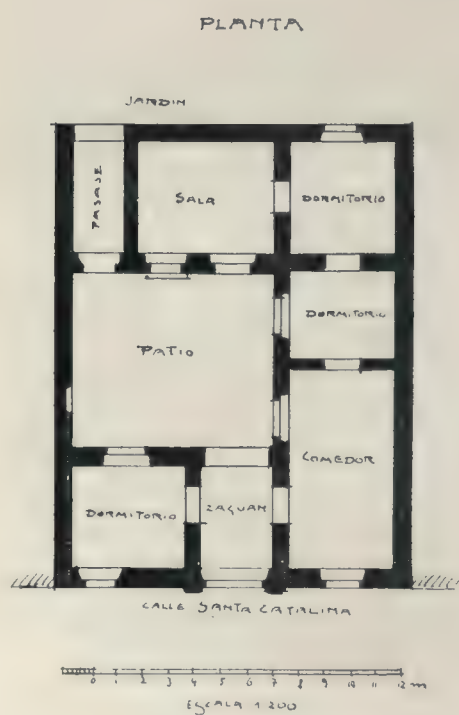 PLANTA
JARDIN
PASAJE
SALA
DORMITORIO
DORMITORIO
PATIO
COMEDOR
DORMITORIO
ZAGUAN
CALLE SANTA CATALINA
0 1 2 3 4 5 6 7 8 9 10 11 12 m
ESCALA 1:200